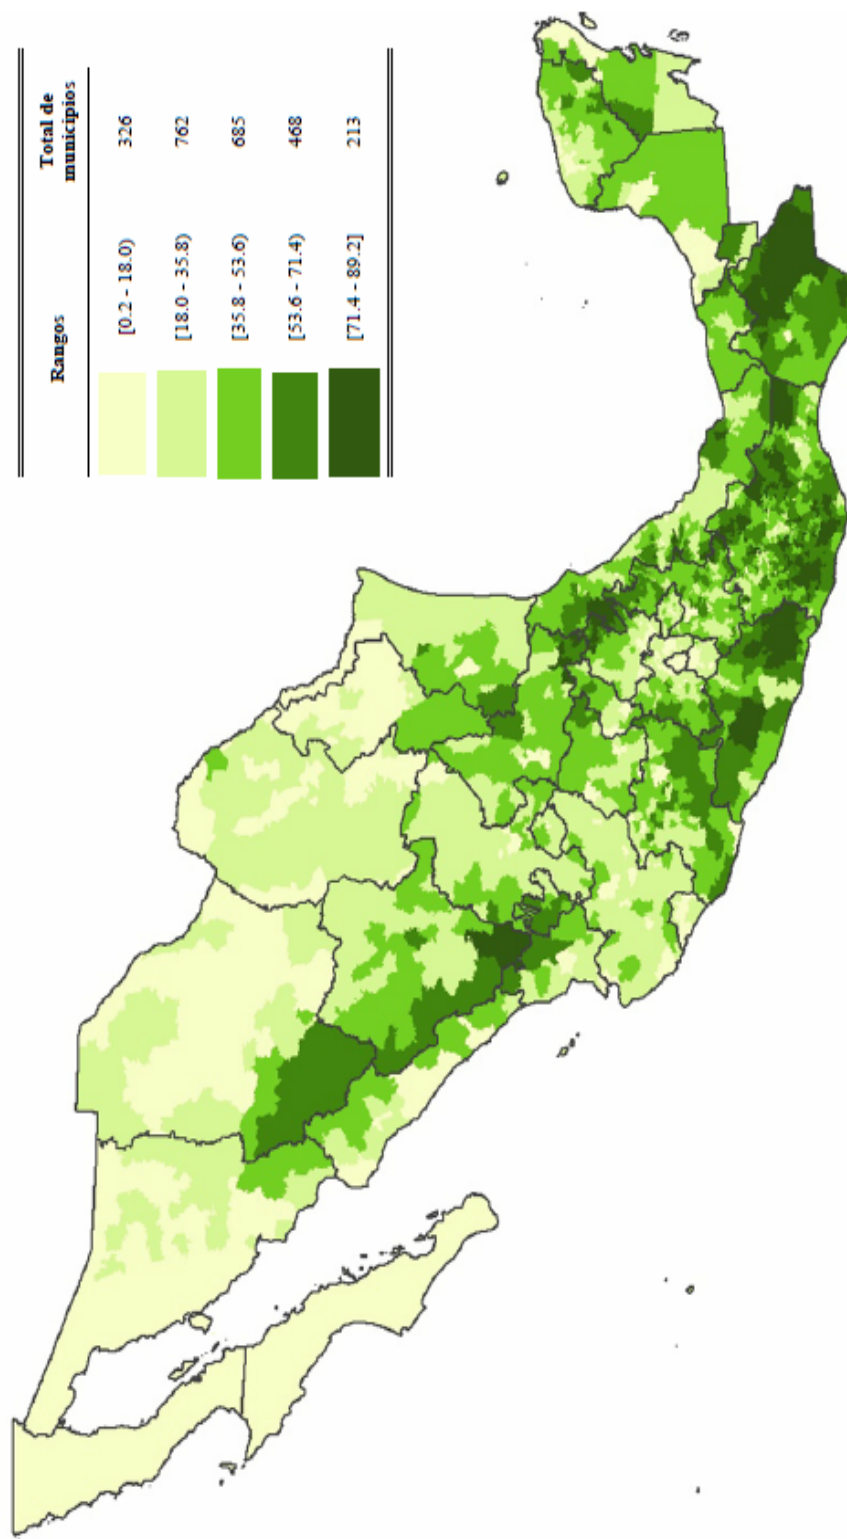 Rangos Total de
municipios
[0.2 - 18.0) 326
[18.0 - 35.8) 762
[35.8 - 53.6) 685
[53.6 - 71.4) 468
[71.4 - 89.2] 213